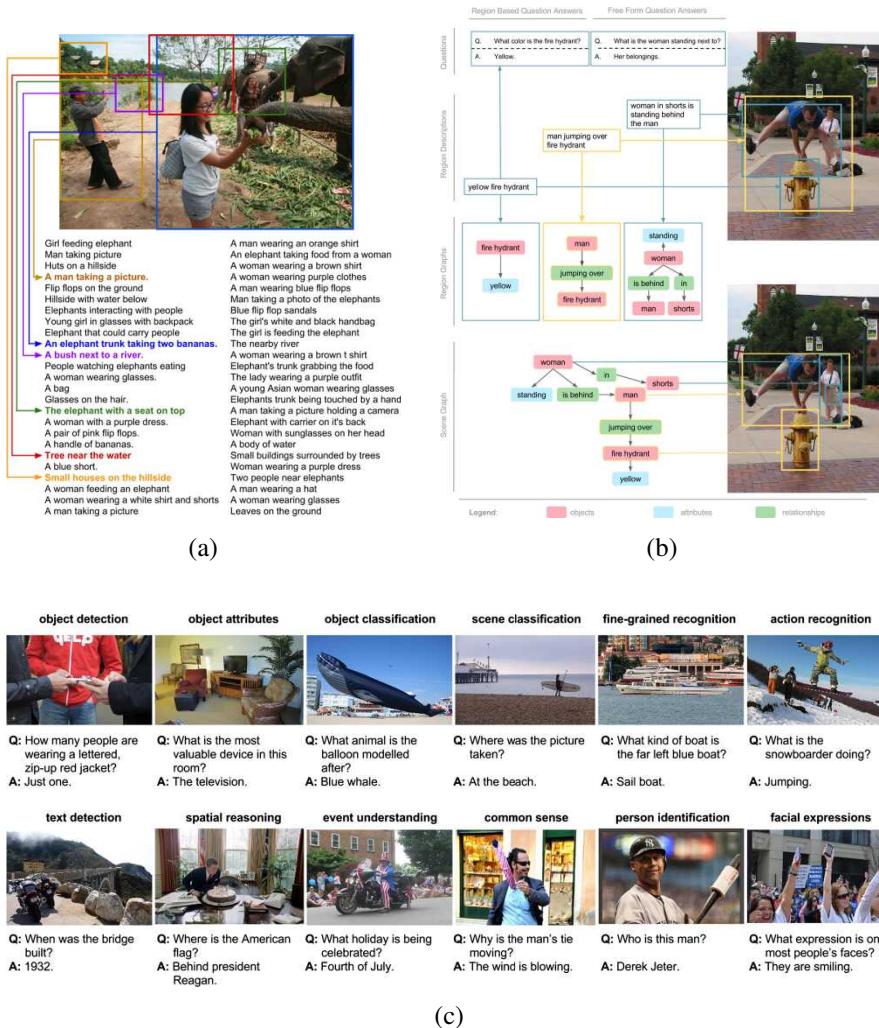 Girl feeding elephant
Man taking picture
Huts on a hillside
A man taking a picture.
Flip flops on the ground
Hillside with water below
Elephants interacting with people
Young girl in glasses with backpack
Elephant that could carry people
An elephant trunk taking two bananas.
A bush next to a river.
People watching elephants eating
A woman wearing glasses.
A bag
Glasses on the hair.
The elephant with a seat on top
A woman with a purple dress.
A pair of pink flip flops.
A handle of bananas.
Tree near the water
A blue short.
Small houses on the hillside
A woman feeding an elephant
A woman wearing a white shirt and shorts
A man taking a picture
A man wearing an orange shirt
An elephant taking food from a woman
A woman wearing a brown shirt
A woman wearing purple clothes
A man wearing blue flip flops
Man taking a photo of the elephants
Blue flip flop sandals
The girl's white and black handbag
The girl is feeding the elephant
The nearby river
A woman wearing a brown t shirt
Elephant's trunk grabbing the food
The lady wearing a purple outfit
A young Asian woman wearing glasses
Elephants trunk being touched by a hand
A man taking a picture holding a camera
Elephant with carrier on it's back
Woman with sunglasses on her head
A body of water
Small buildings surrounded by trees
Woman wearing a purple dress
Two people near elephants
A man wearing a hat
A woman wearing glasses
Leaves on the ground
(a)
Region Based Question Answers
Free Form Question Answers
Questions
Q. What color is the fire hydrant?
A. Yellow.
Q. What is the woman standing next to?
A. Her belongings.
Region Descriptions
woman in shorts is
standing behind
the man
man jumping over
fire hydrant
yellow fire hydrant
Region Graphs
fire hydrant
yellow
man
jumping over
fire hydrant
standing
woman
is behind
in
man
shorts
Scene Graph
woman
in
shorts
standing
is behind
man
jumping over
fire hydrant
yellow
Legend:
objects
attributes
relationships
(b)
object detection
Q: How many people are
wearing a lettered,
zip-up red jacket?
A: Just one.
object attributes
Q: What is the most
valuable device in this
room?
A: The television.
object classification
Q: What animal is the
balloon modelled
after?
A: Blue whale.
scene classification
Q: Where was the picture
taken?
A: At the beach.
fine-grained recognition
Q: What kind of boat is
the far left blue boat?
A: Sail boat.
action recognition
Q: What is the
snowboarder doing?
A: Jumping.
text detection
Q: When was the bridge
built?
A: 1932.
spatial reasoning
Q: Where is the American
flag?
A: Behind president
Reagan.
event understanding
Q: What holiday is being
celebrated?
A: Fourth of July.
common sense
Q: Why is the man's tie
moving?
A: The wind is blowing.
person identification
Q: Who is this man?
A: Derek Jeter.
facial expressions
Q: What expression is on
most people's faces?
A: They are smiling.
(c)